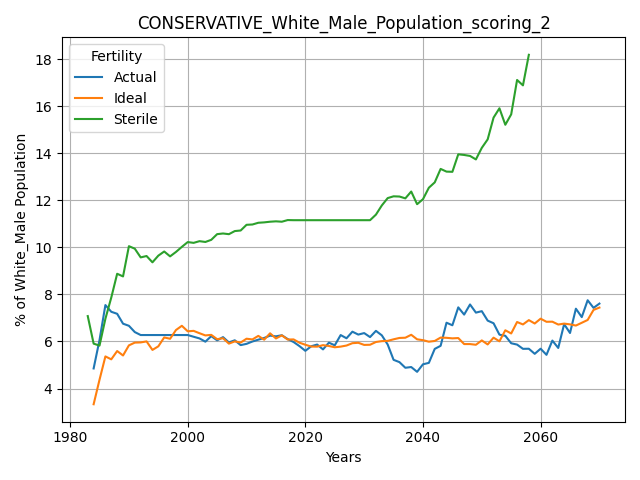 CONSERVATIVE_White_Male_Population_scoring_2
Fertility
Actual
Ideal
Sterile
% of White_Male Population
18
16
14
12
10
8
6
4
1980
2000
2020
2040
2060
Years